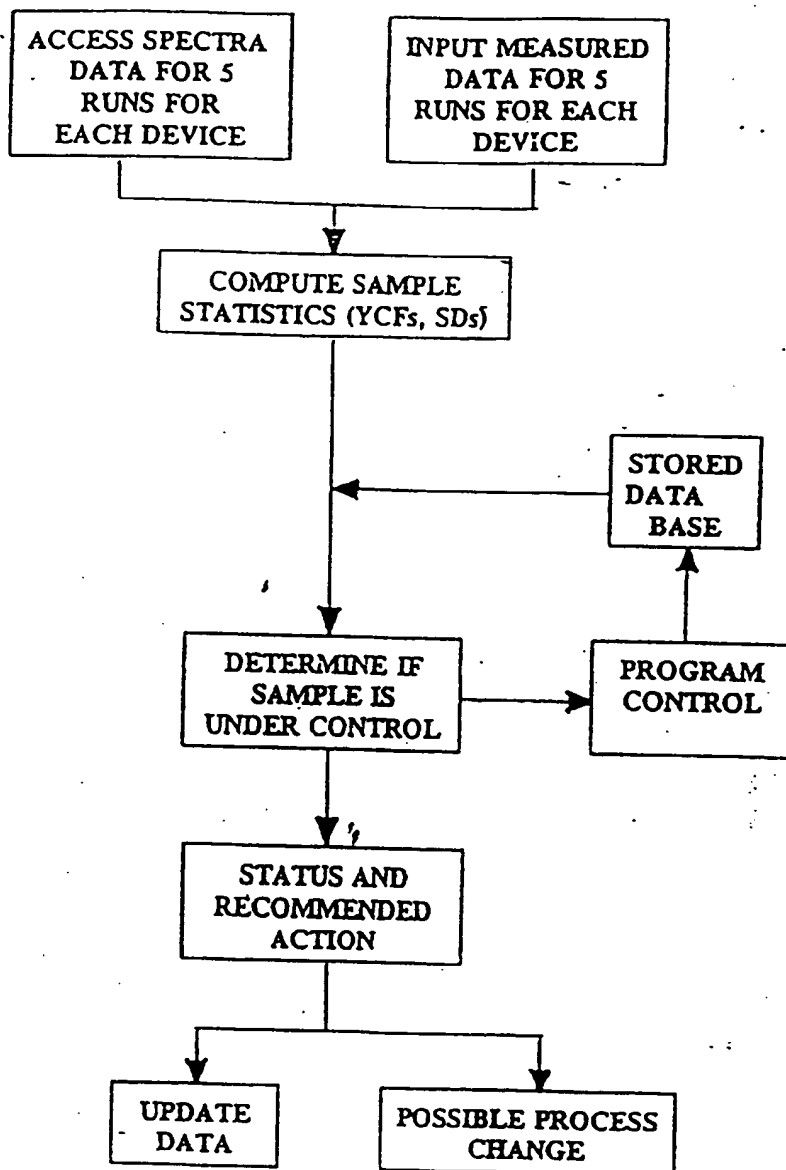 ACCESS SPECTRA
DATA FOR 5
RUNS FOR
EACH DEVICE
INPUT MEASURED
DATA FOR 5
RUNS FOR EACH
DEVICE
COMPUTE SAMPLE
STATISTICS (YCFs, SDs)
STORED
DATA
BASE
DETERMINE IF
SAMPLE IS
UNDER CONTROL
PROGRAM
CONTROL
STATUS AND
RECOMMENDED
ACTION
UPDATE
DATA
POSSIBLE PROCESS
CHANGE